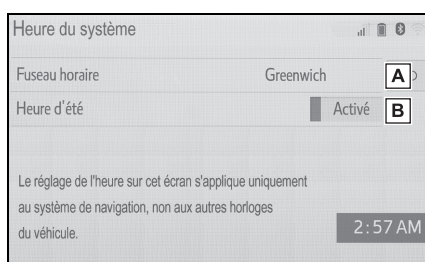 Heure du système
Fuseau horaire Greenwich A
Heure d'été Activé B
Le réglage de l'heure sur cet écran s'applique uniquement
au système de navigation, non aux autres horloges
du véhicule.
2:57 AM